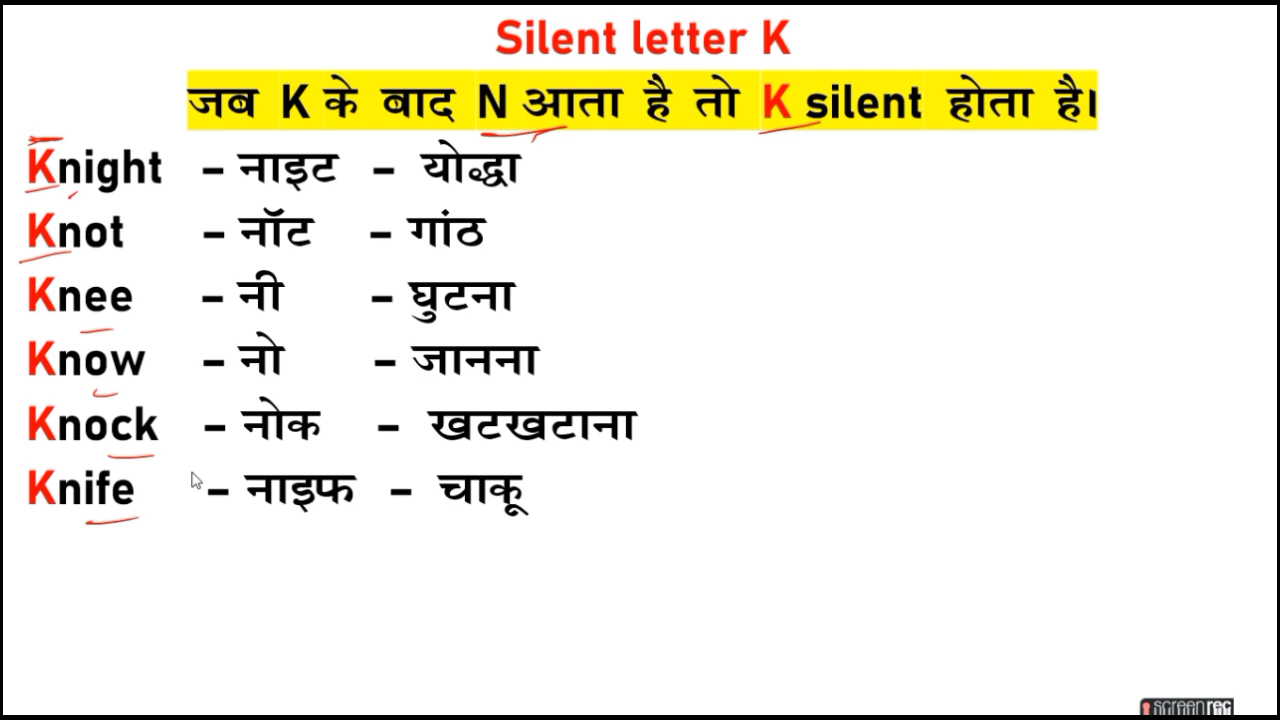 Silent letter K
जब K के बाद N आता है तो K silent होता है।
Knight – नाइट – योद्धा
Knot – नॉट – गांठ
Knee – नी – घुटना
Know – नो – जानना
Knock – नोक – खटखटाना
Knife – नाइफ – चाकू
screenrec